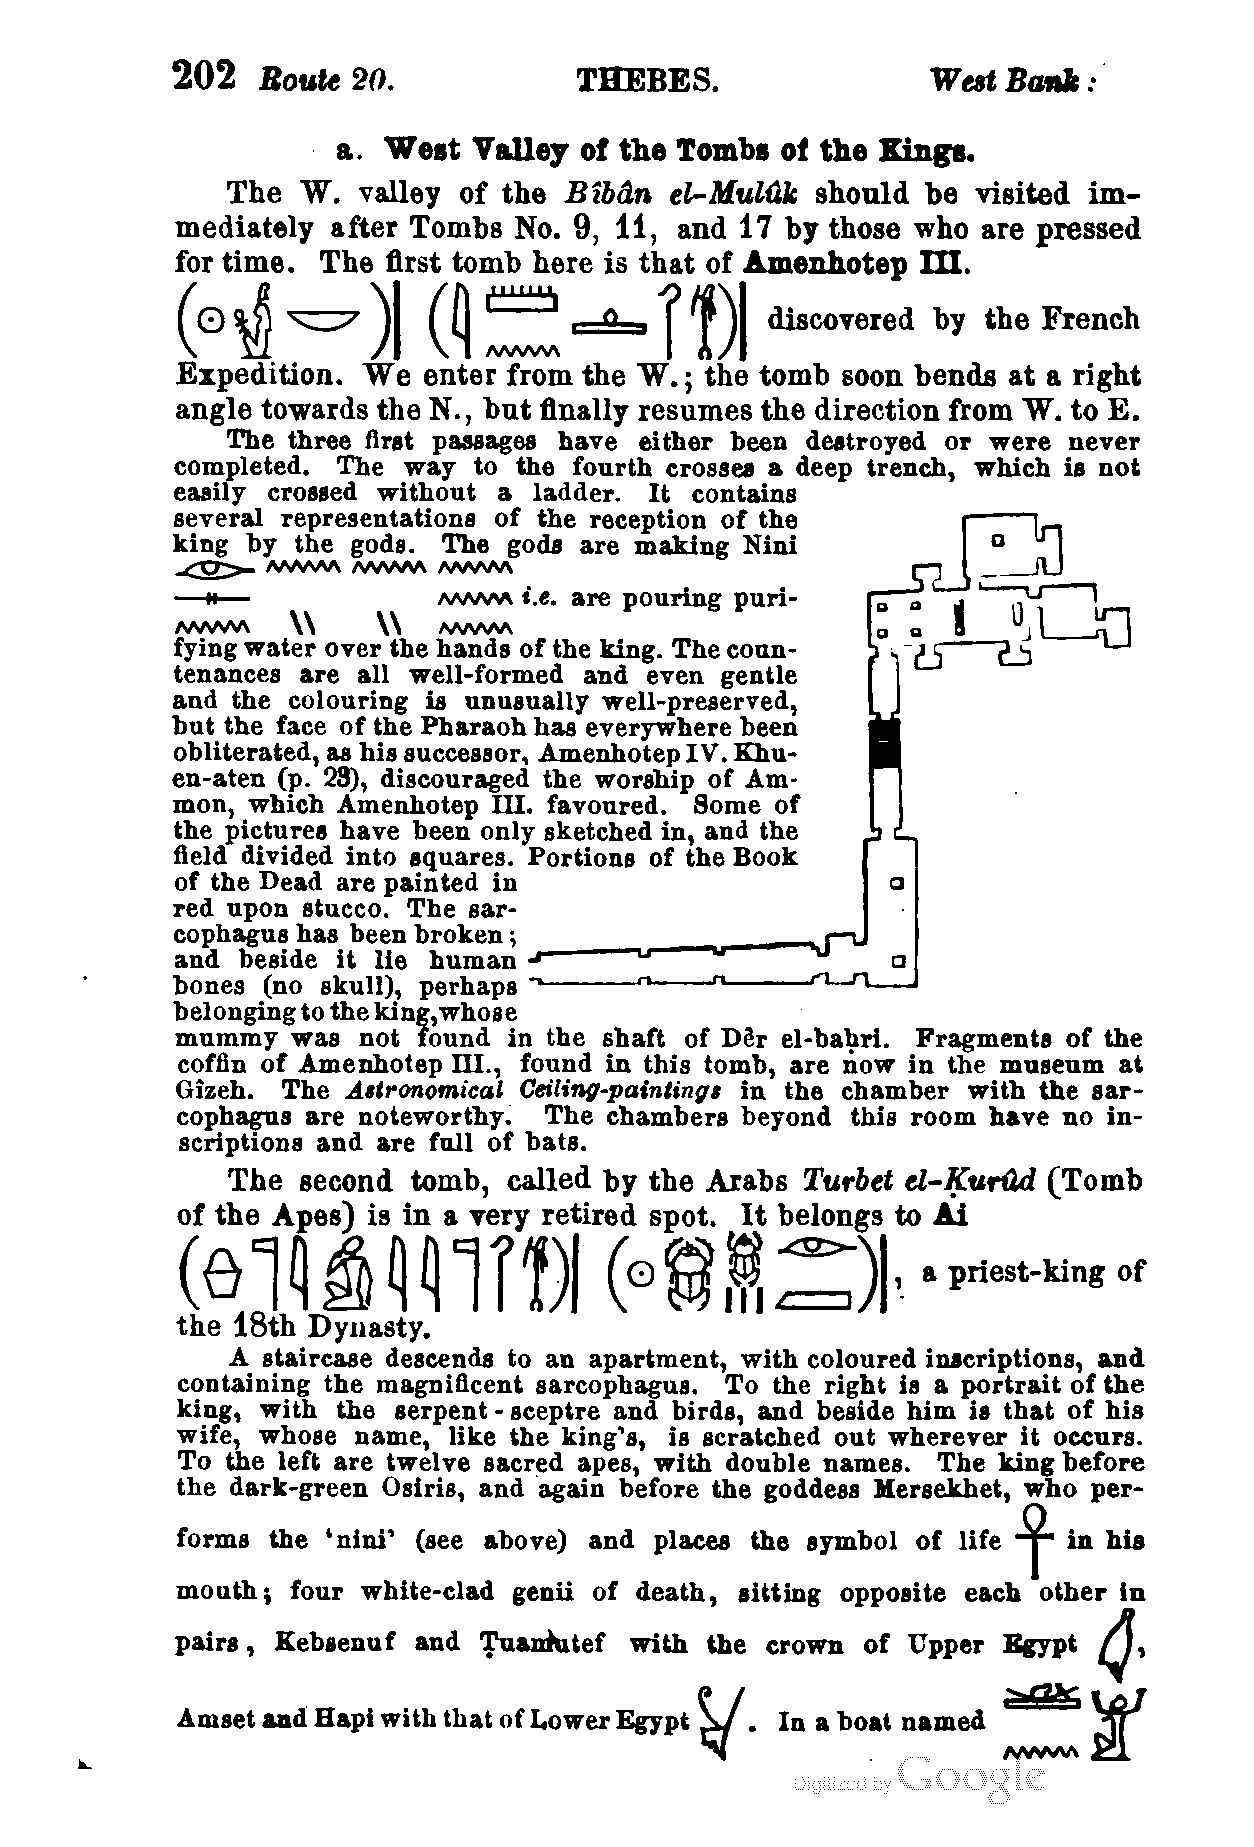 202 Route 20. THEBES. West Bank:
a. West Valley of the Tombs of the Kings.
The W. valley of the Bîbân el-Mulûk should be visited im-
mediately after Tombs No. 9, 11, and 17 by those who are pressed
for time. The first tomb here is that of Amenhotep III.
discovered by the French
Expedition. We enter from the W.; the tomb soon bends at a right
angle towards the N., but finally resumes the direction from W. to E.
The three first passages have either been destroyed or were never
completed. The way to the fourth crosses a deep trench, which is not
easily crossed without a ladder. It contains
several representations of the reception of the
king by the gods. The gods are making Nini
i.e. are pouring puri-
fying water over the hands of the king. The coun-
tenances are all well-formed and even gentle
and the colouring is unusually well-preserved,
but the face of the Pharaoh has everywhere been
obliterated, as his successor, Amenhotep IV. Khu-
en-aten (p. 23), discouraged the worship of Am-
mon, which Amenhotep III. favoured. Some of
the pictures have been only sketched in, and the
field divided into squares. Portions of the Book
of the Dead are painted in
red upon stucco. The sar-
cophagus has been broken;
and beside it lie human
bones (no skull), perhaps
belonging to the king, whose
mummy was not found in the shaft of Dêr el-baḥri. Fragments of the
coffin of Amenhotep III., found in this tomb, are now in the museum at
Gîzeh. The Astronomical Ceiling-paintings in the chamber with the sar-
cophagus are noteworthy. The chambers beyond this room have no in-
scriptions and are full of bats.
The second tomb, called by the Arabs Turbet el-Ḳurûd (Tomb
of the Apes) is in a very retired spot. It belongs to Ai
, a priest-king of
the 18th Dynasty.
A staircase descends to an apartment, with coloured inscriptions, and
containing the magnificent sarcophagus. To the right is a portrait of the
king, with the serpent-sceptre and birds, and beside him is that of his
wife, whose name, like the king's, is scratched out wherever it occurs.
To the left are twelve sacred apes, with double names. The king before
the dark-green Osiris, and again before the goddess Mersekhet, who per-
forms the 'nini' (see above) and places the symbol of life in his
mouth; four white-clad genii of death, sitting opposite each other in
pairs, Kebsenuf and Ṭuamutef with the crown of Upper Egypt ,
Amset and Hapi with that of Lower Egypt . In a boat named
Digitized by Google